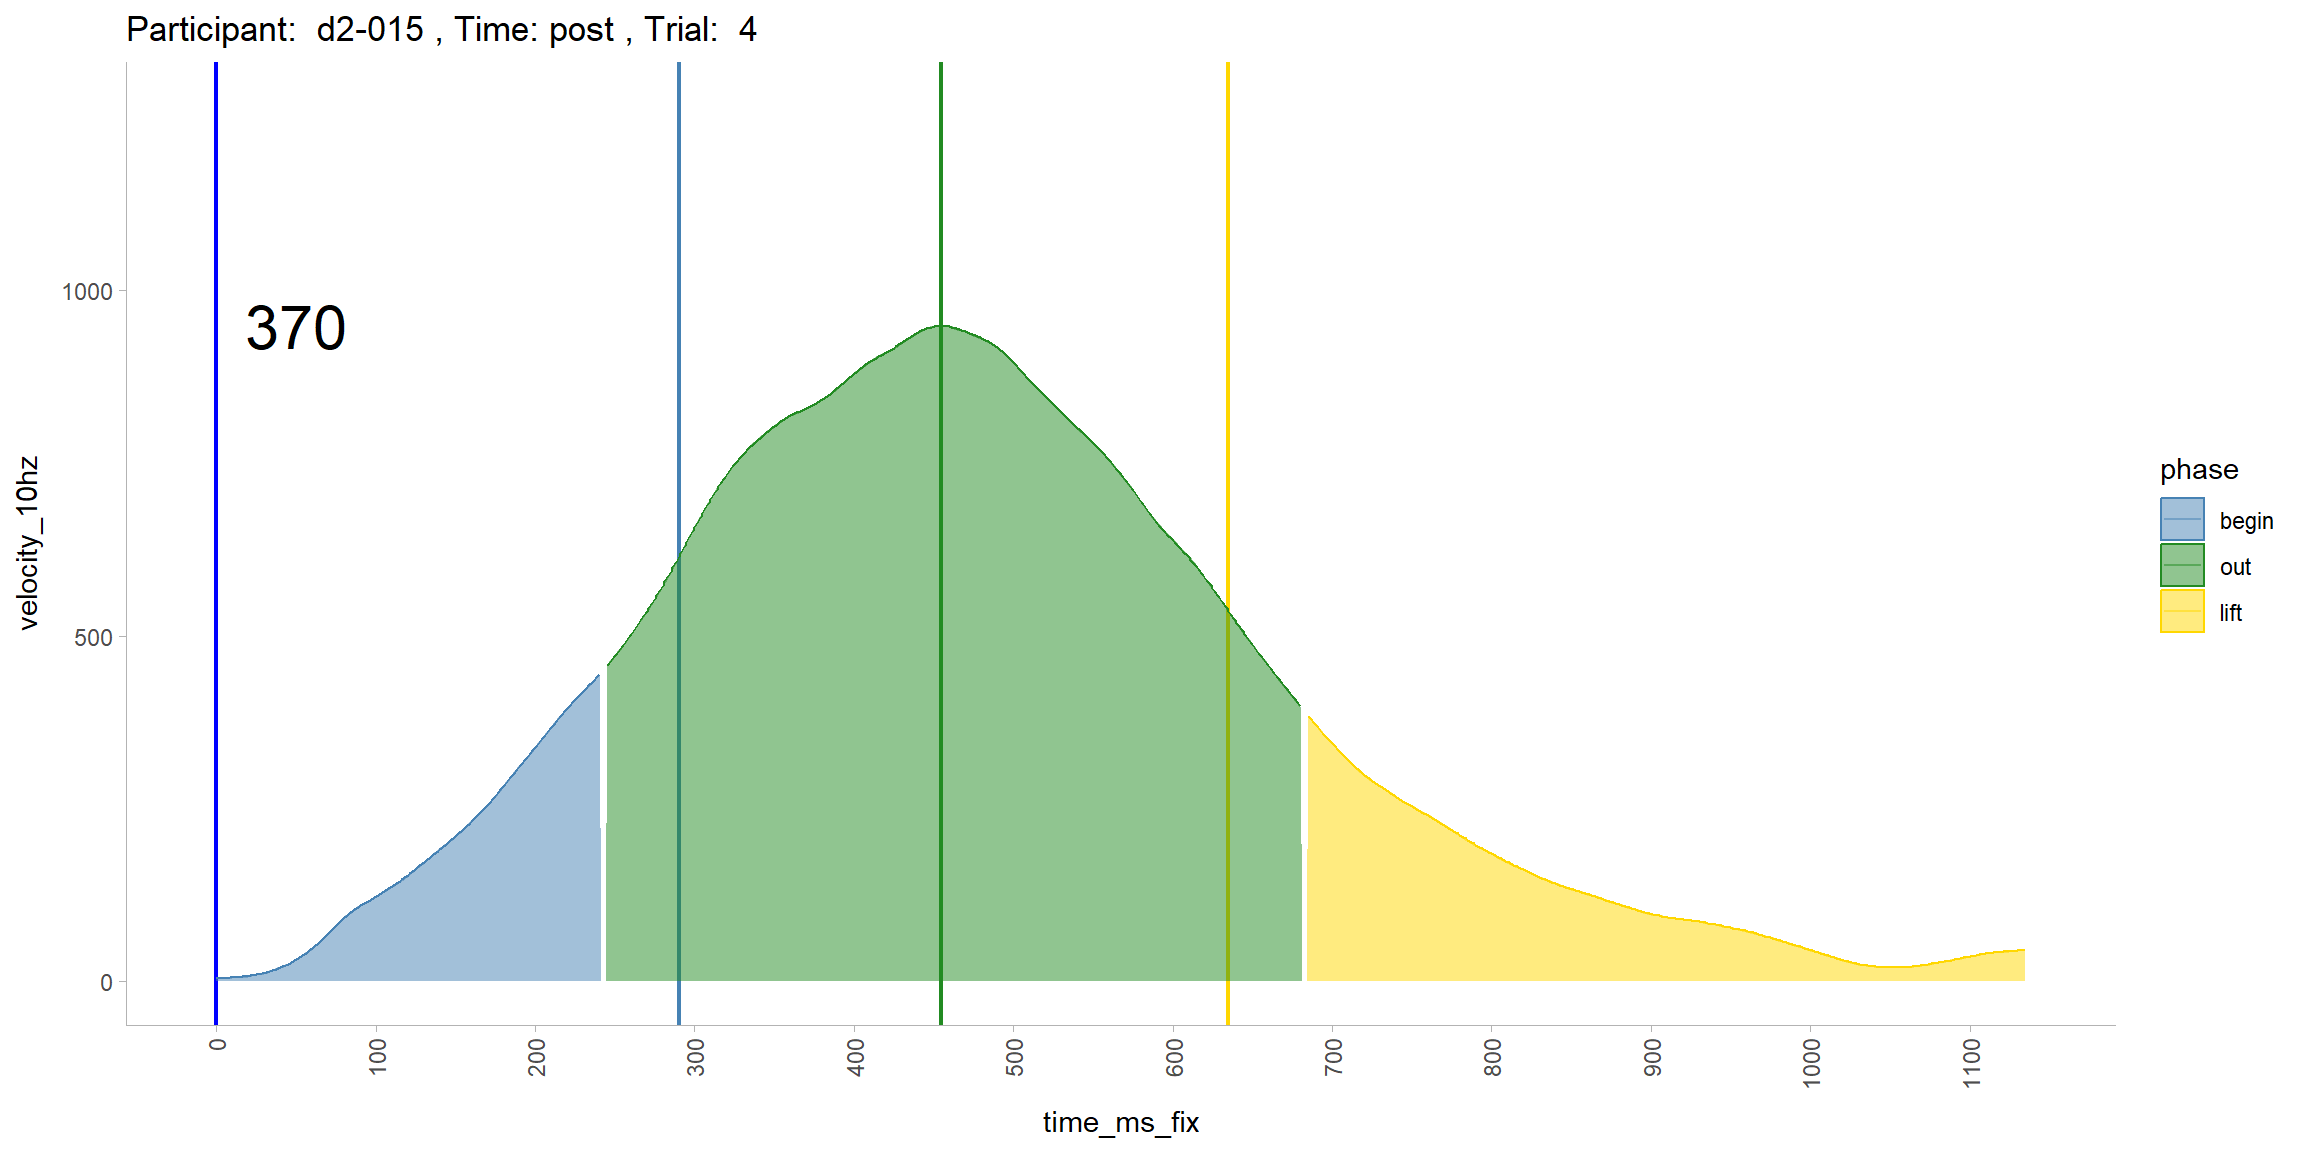 Participant:  d2-015 , Time: post , Trial:  4
370
velocity_10hz
1000
500
0
0
100
200
300
400
500
600
700
800
900
1000
1100
time_ms_fix
phase
begin
out
lift